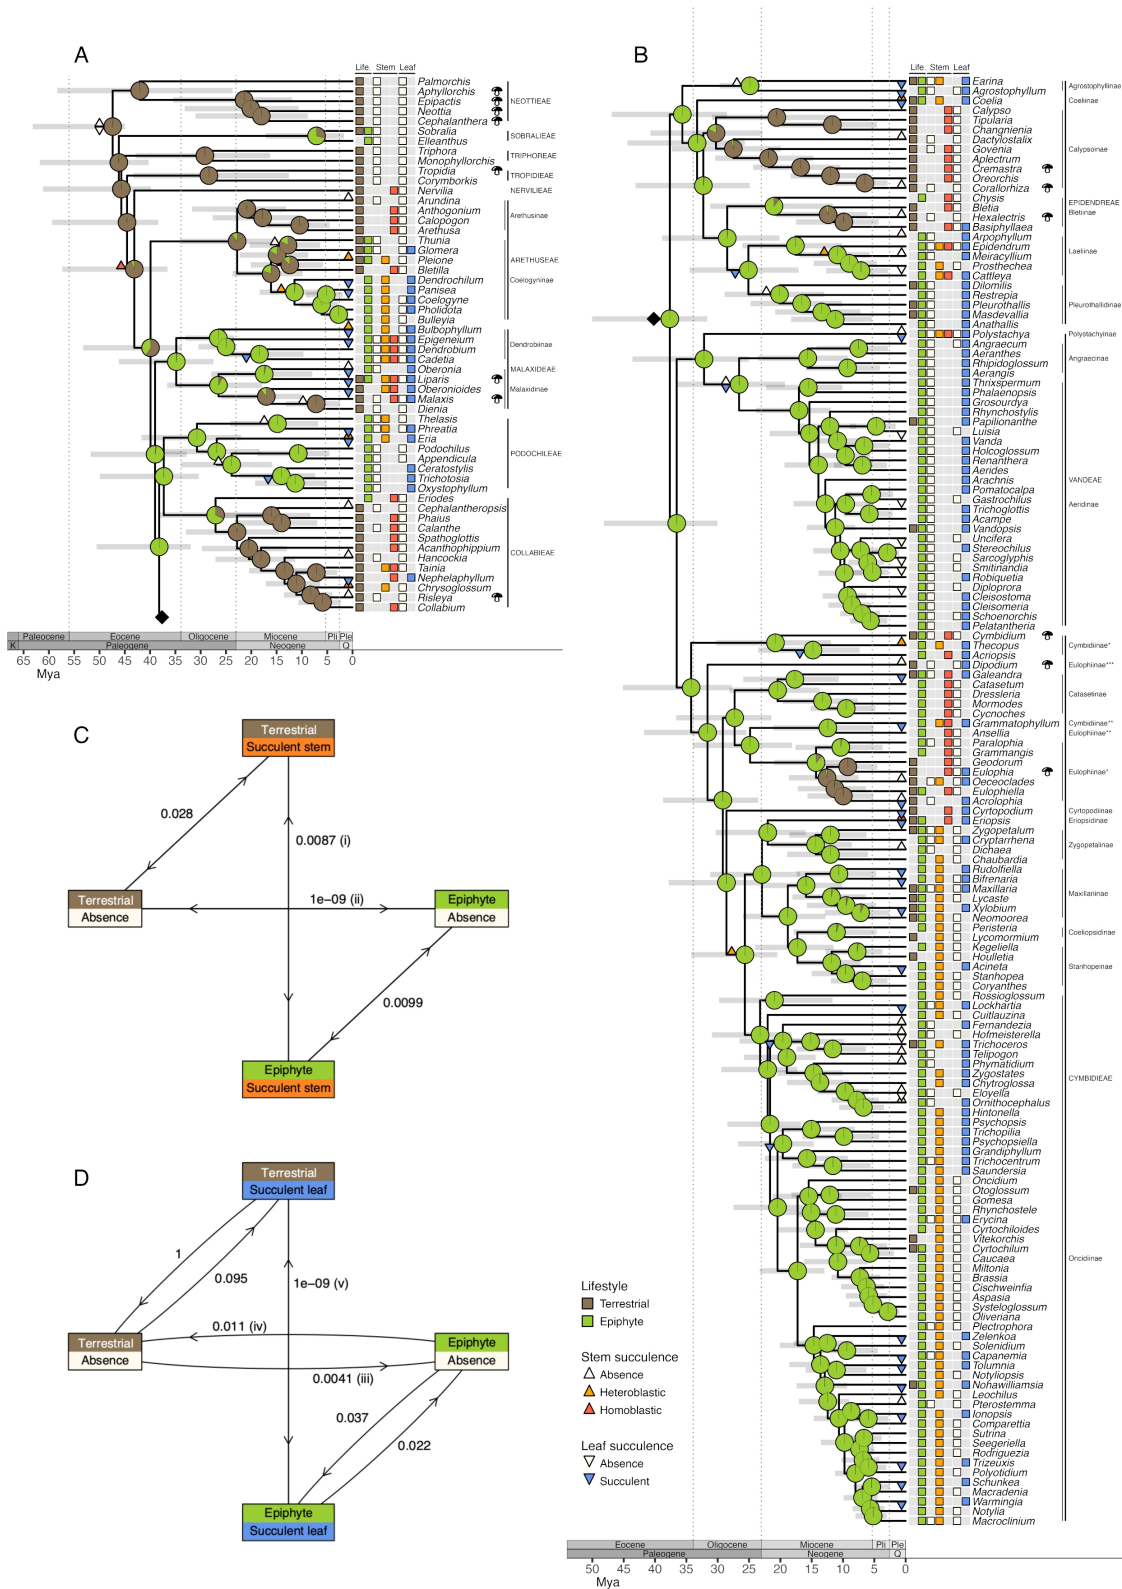 A
Life. Stem Leaf
Palmorchis
Aphyllorchis
Epipactis
Neottia
Cephalanthera
Sobralia
Elleanthus
Triphora
Monophyllorchis
Tropidia
Corymborkis
Nervilia
Arundina
Anthogonium
Calopogon
Arethusa
Thunia
Glomera
Pleione
Bletilla
Dendrochilum
Panisea
Coelogyne
Pholidota
Bulleyia
Bulbophyllum
Epigeneium
Dendrobium
Cadetia
Oberonia
Liparis
Oberonioides
Malaxis
Dienia
Thelasis
Phreatia
Eria
Podochilus
Appendicula
Ceratostylis
Trichotosia
Oxystophyllum
Eriodes
Cephalantheropsis
Phaius
Calanthe
Spathoglottis
Acanthophippium
Hancockia
Tainia
Nephelaphyllum
Chrysoglossum
Risleya
Collabium
NEOTTIEAE
SOBRALIEAE
TRIPHOREAE
TROPIDIEAE
NERVILIEAE
Arethusinae
ARETHUSEAE
Coelogyninae
Dendrobiinae
MALAXIDEAE
Malaxidinae
PODOCHILEAE
COLLABIEAE
Paleocene Eocene Oligocene Miocene Pli Ple
K Paleogene Neogene Q
65 60 55 50 45 40 35 30 25 20 15 10 5 0
Mya
B
Life. Stem Leaf
Earina
Agrostophyllum
Coelia
Calypso
Tipularia
Changnienia
Dactylostalix
Govenia
Aplectrum
Cremastra
Oreorchis
Corallorhiza
Chysis
Bletia
Hexalectris
Basiphyllaea
Arpophyllum
Epidendrum
Meiracyllium
Prosthechea
Cattleya
Dilomilis
Restrepia
Pleurothallis
Masdevallia
Anathallis
Polystachya
Angraecum
Aeranthes
Rhipidoglossum
Aerangis
Thrixspermum
Phalaenopsis
Grosourdya
Rhynchostylis
Papilionanthe
Luisia
Vanda
Holcoglossum
Renanthera
Aerides
Arachnis
Pomatocalpa
Gastrochilus
Trichoglottis
Acampe
Vandopsis
Uncifera
Stereochilus
Sarcoglyphis
Smitinandia
Robiquetia
Diploprora
Cleisostoma
Cleisomeria
Schoenorchis
Pelatantheria
Cymbidium
Thecopus
Acriopsis
Dipodium
Galeandra
Catasetum
Dressleria
Mormodes
Cycnoches
Grammatophyllum
Ansellia
Paralophia
Grammangis
Geodorum
Eulophia
Oeceoclades
Eulophiella
Acrolophia
Cyrtopodium
Eriopsis
Zygopetalum
Cryptarrhena
Dichaea
Chaubardia
Rudolfiella
Bifrenaria
Maxillaria
Lycaste
Xylobium
Neomoorea
Peristeria
Lycomormium
Kegeliella
Houlletia
Acineta
Stanhopea
Coryanthes
Rossioglossum
Lockhartia
Cuitlauzina
Fernandezia
Hofmeisterella
Trichoceros
Telipogon
Phymatidium
Zygostates
Chytroglossa
Eloyella
Ornithocephalus
Hintonella
Psychopsis
Trichopilia
Psychopsiella
Grandiphyllum
Trichocentrum
Saundersia
Oncidium
Otoglossum
Gomesa
Rhynchostele
Erycina
Cyrtochiloides
Vitekorchis
Cyrtochilum
Caucaea
Miltonia
Brassia
Cischweinfia
Aspasia
Systeloglossum
Oliveriana
Plectrophora
Zelenkoa
Solenidium
Capanemia
Tolumnia
Notyliopsis
Nohawilliamsia
Leochilus
Pterostemma
Ionopsis
Comparettia
Sutrina
Seegeriella
Rodriguezia
Trizeuxis
Polyotidium
Schunkea
Macradenia
Warmingia
Notylia
Macroclinium
Agrostophyllinae
Coeliinae
Calypsoinae
EPIDENDREAE
Bletiinae
Laeliinae
Pleurothallidinae
Polystachyinae
Angraecinae
VANDEAE
Aeridinae
Cymbidiinae*
Eulophiinae***
Catasetinae
Cymbidiinae**
Eulophiinae**
Eulophiinae*
Cyrtopodiinae
Eriopsidinae
Zygopetalinae
Maxillariinae
Coeliopsidinae
Stanhopeinae
CYMBIDIEAE
Oncidiinae
Eocene Oligocene Miocene Pli Ple
Paleogene Neogene Q
50 45 40 35 30 25 20 15 10 5 0
Mya
C
Terrestrial
Succulent stem
0.028
0.0087 (i)
Terrestrial
Absence
1e−09 (ii)
Epiphyte
Absence
0.0099
Epiphyte
Succulent stem
D
Terrestrial
Succulent leaf
1
0.095
1e−09 (v)
Terrestrial
Absence
0.011 (iv)
0.0041 (iii)
Epiphyte
Absence
0.037
0.022
Epiphyte
Succulent leaf
Lifestyle
Terrestrial
Epiphyte
Stem succulence
Absence
Heteroblastic
Homoblastic
Leaf succulence
Absence
Succulent